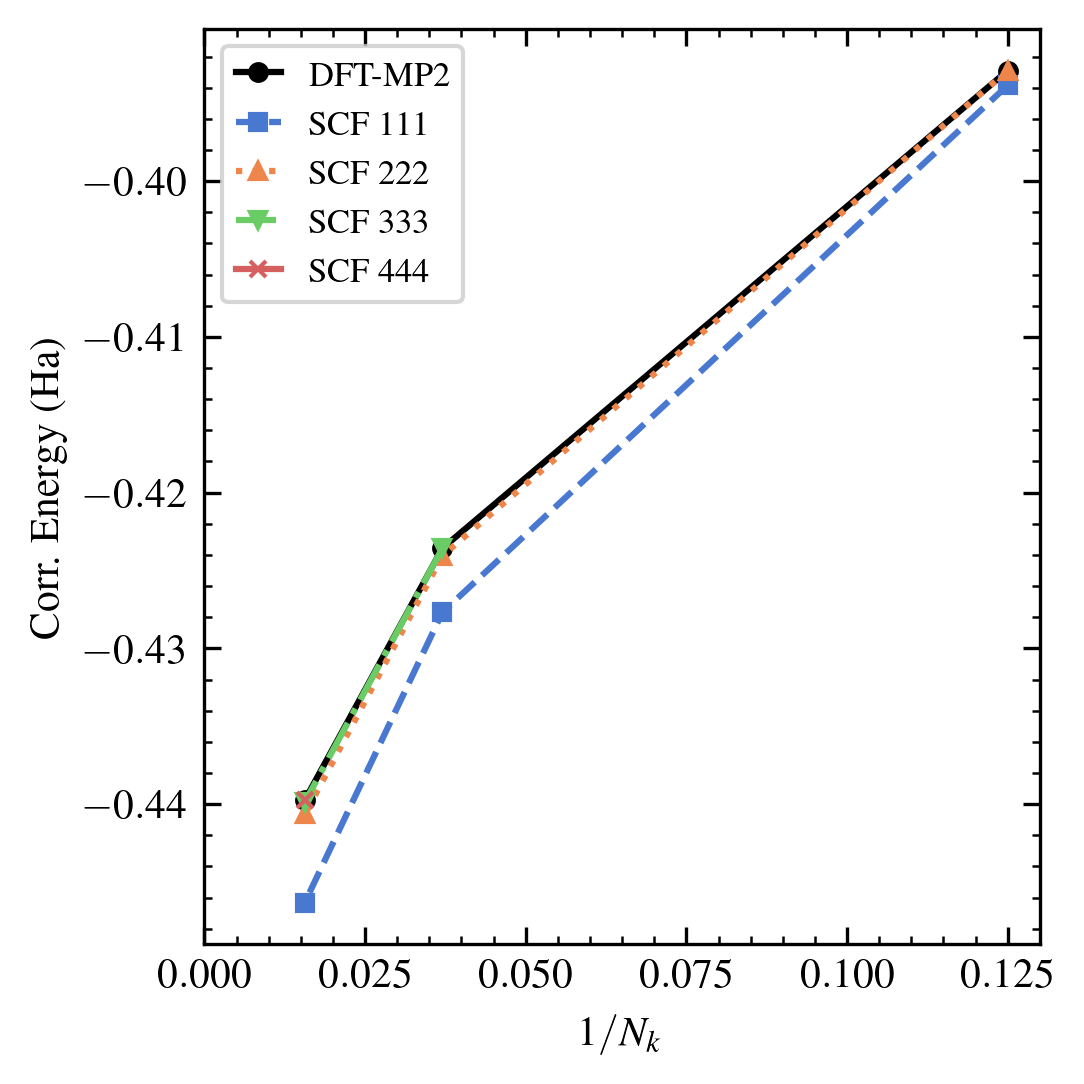 DFT-MP2
SCF 111
SCF 222
SCF 333
SCF 444
−0.40
−0.41
−0.42
−0.43
−0.44
Corr. Energy (Ha)
0.000 0.025 0.050 0.075 0.100 0.125
1/N_k